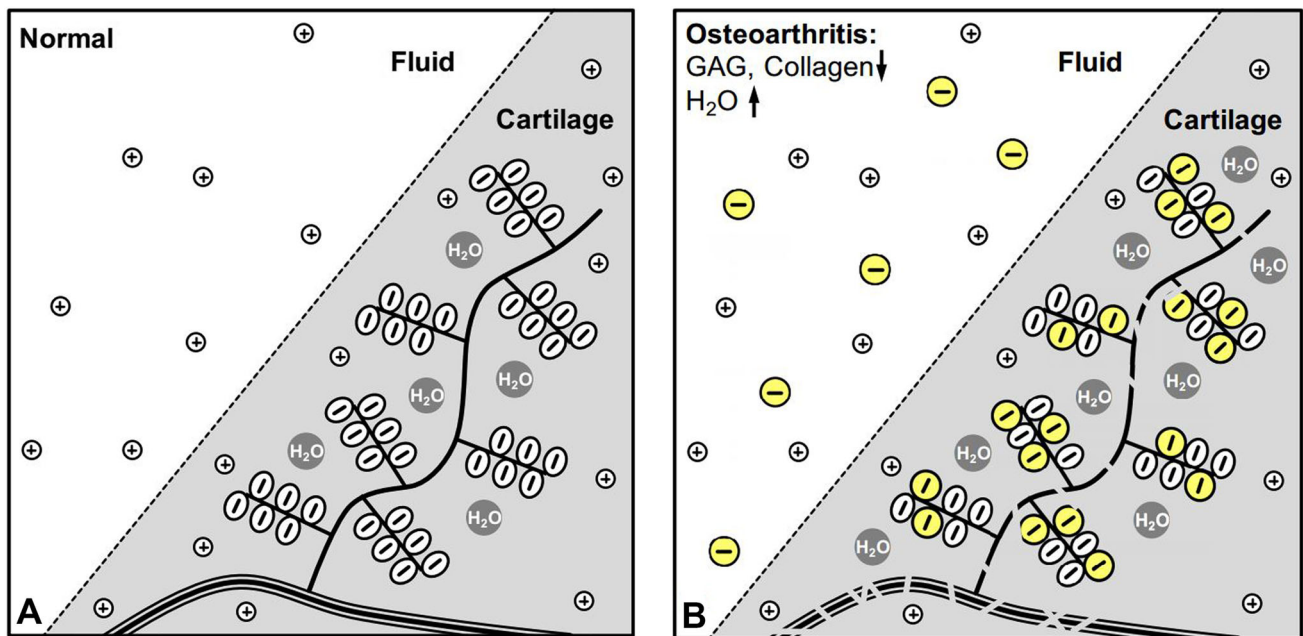 Normal
Fluid
Cartilage
H₂O
H₂O
H₂O
H₂O
H₂O
A
Osteoarthritis:
GAG, Collagen↓
H₂O ↑
Fluid
Cartilage
H₂O
H₂O
H₂O
H₂O
H₂O
H₂O
H₂O
H₂O
B